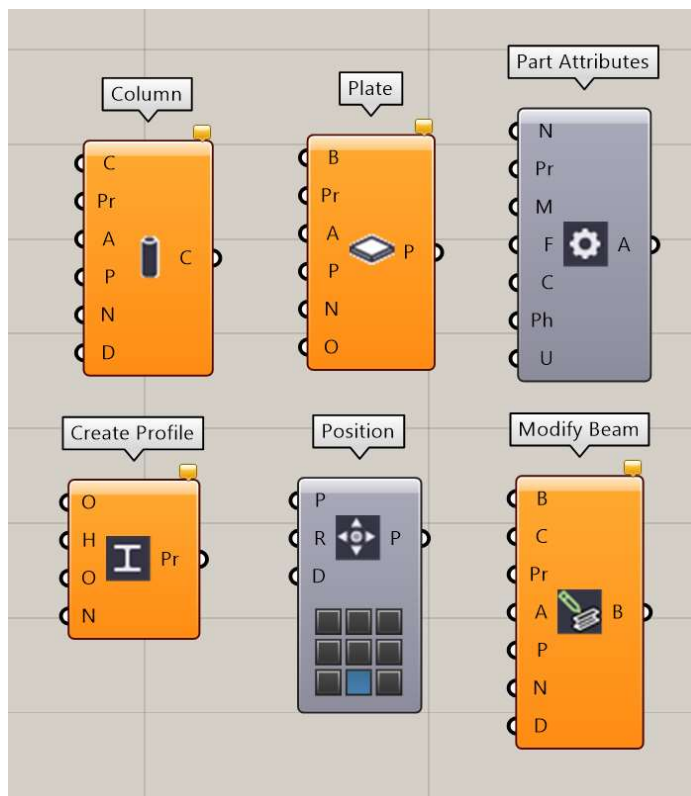 Column
C
Pr
A
P
N
D
C
Plate
B
Pr
A
P
N
O
P
Part Attributes
N
Pr
M
F
C
Ph
U
A
Create Profile
O
H
O
N
Pr
Position
P
R
D
P
Modify Beam
B
C
Pr
A
P
N
D
B